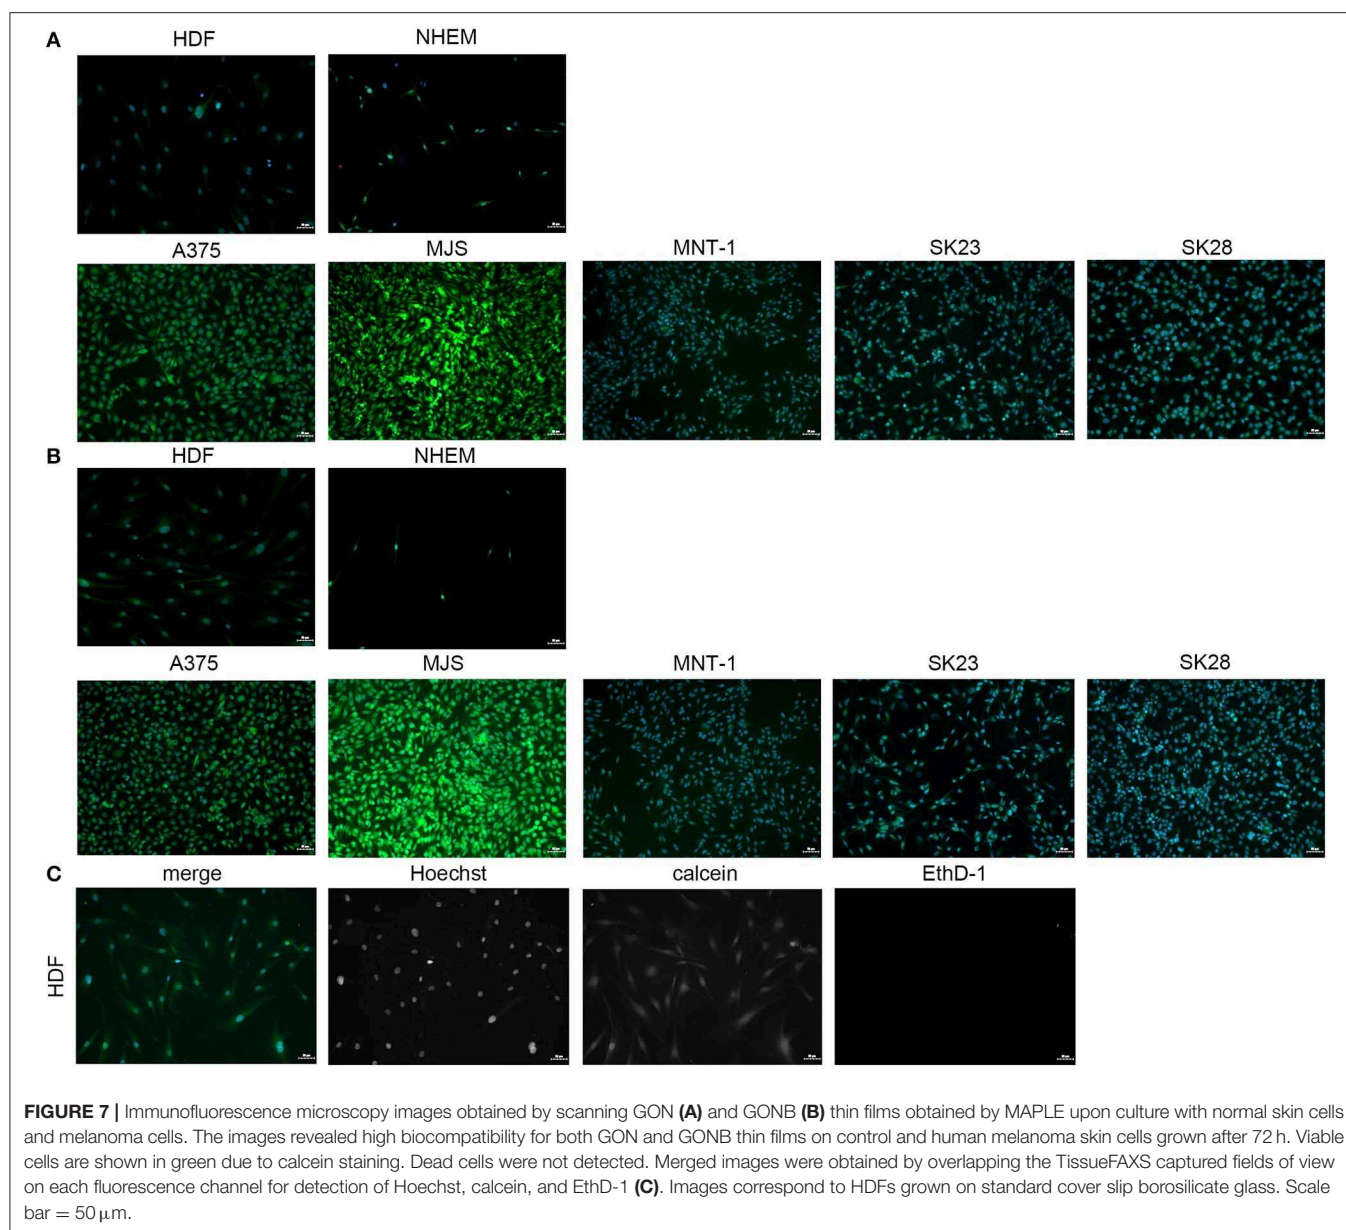 A
HDF NHEM
A375 MJS MNT-1 SK23 SK28
B
HDF NHEM
A375 MJS MNT-1 SK23 SK28
C
merge Hoechst calcein EthD-1
HDF
FIGURE 7 | Immunofluorescence microscopy images obtained by scanning GON (A) and GONB (B) thin films obtained by MAPLE upon culture with normal skin cells
and melanoma cells. The images revealed high biocompatibility for both GON and GONB thin films on control and human melanoma skin cells grown after 72 h. Viable
cells are shown in green due to calcein staining. Dead cells were not detected. Merged images were obtained by overlapping the TissueFAXS captured fields of view
on each fluorescence channel for detection of Hoechst, calcein, and EthD-1 (C). Images correspond to HDFs grown on standard cover slip borosilicate glass. Scale
bar = 50 μm.